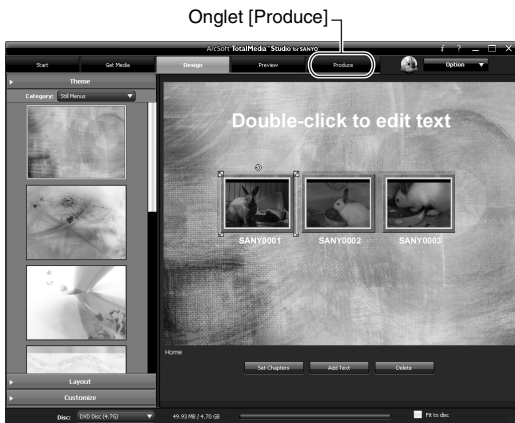 Onglet [Produce]
ArcSoft TotalMedia™ Studio for SANYO
i ?
Start Get Media Design Preview Produce Option
Theme
Category: Still Menus
Double-click to edit text
SANY0001 SANY0002 SANY0003
Home
Set Chapters Add Text Delete
Layout
Customize
Disc: DVD Disc (4.7G) 49.93 MB / 4.70 GB Fit to disc